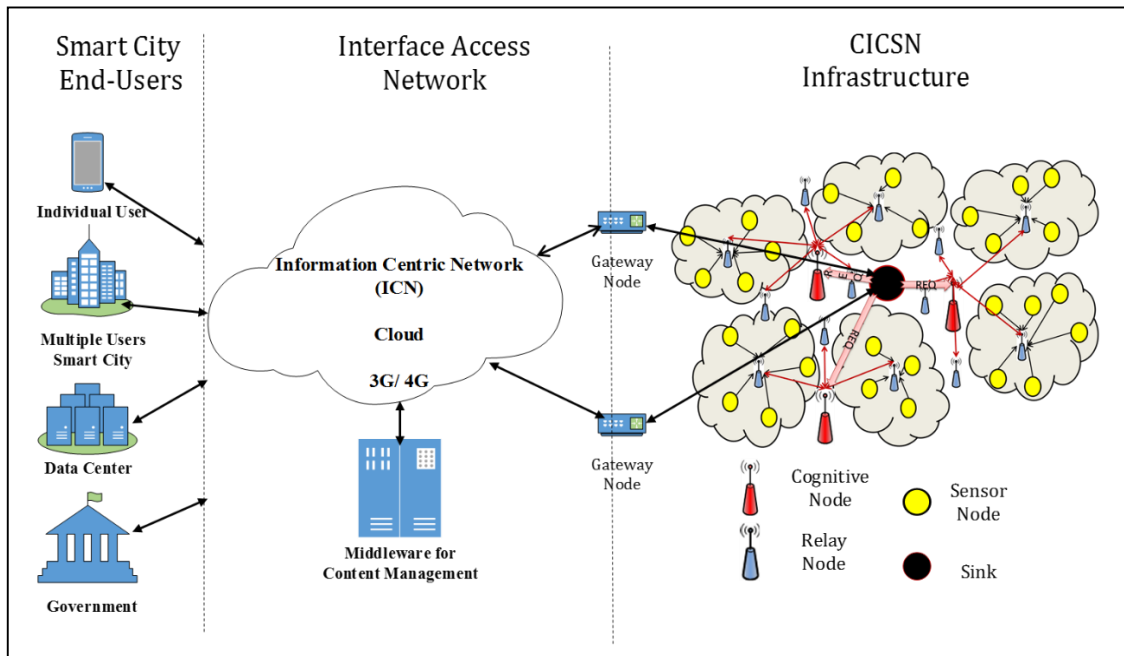 Smart City
End-Users
Interface Access
Network
CICSN
Infrastructure
Individual User
Multiple Users
Smart City
Data Center
Government
Information Centric Network
(ICN)
Cloud
3G/ 4G
Middleware for
Content Management
Gateway
Node
Gateway
Node
R E Q
REQ
REQ
Cognitive
Node
Sensor
Node
Relay
Node
Sink